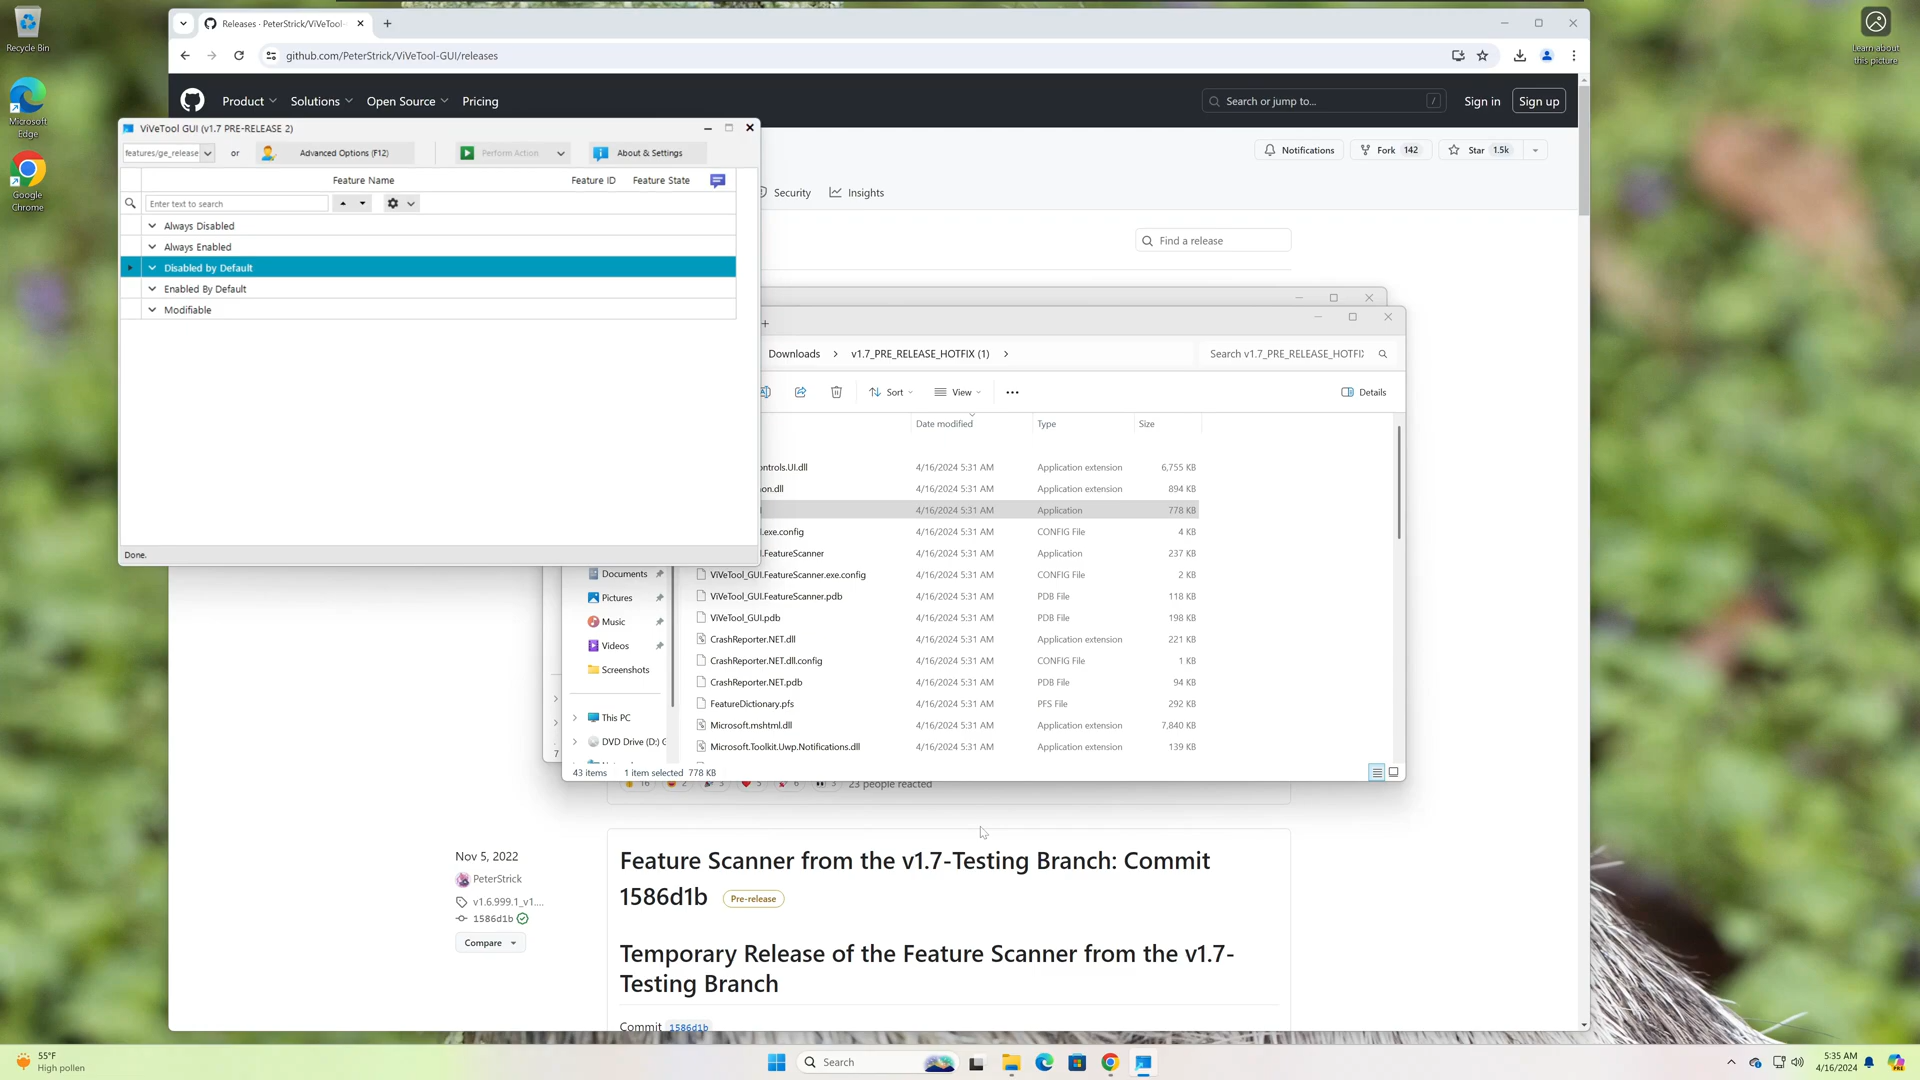 Recycle Bin
Microsoft
Edge
Google
Chrome
Learn about
this picture
Releases · PeterStrick/ViVeTool-
github.com/PeterStrick/ViVeTool-GUI/releases
Product
Solutions
Open Source
Pricing
Search or jump to...
/
Sign in
Sign up
Notifications
Fork 142
Star 1.5k
Security
Insights
Find a release
ViVeTool GUI (v1.7 PRE-RELEASE 2)
features/ge_release
or
Advanced Options (F12)
Perform Action
About & Settings
Feature Name
Feature ID
Feature State
Enter text to search
Always Disabled
Always Enabled
Disabled by Default
Enabled By Default
Modifiable
Done.
Downloads
v1.7_PRE_RELEASE_HOTFIX (1)
Search v1.7_PRE_RELEASE_HOTFI
Sort
View
Details
Date modified
Type
Size
ontrols.UI.dll 4/16/2024 5:31 AM Application extension 6,755 KB
on.dll 4/16/2024 5:31 AM Application extension 894 KB
4/16/2024 5:31 AM Application 778 KB
.exe.config 4/16/2024 5:31 AM CONFIG File 4 KB
.FeatureScanner 4/16/2024 5:31 AM Application 237 KB
ViVeTool_GUI.FeatureScanner.exe.config 4/16/2024 5:31 AM CONFIG File 2 KB
ViVeTool_GUI.FeatureScanner.pdb 4/16/2024 5:31 AM PDB File 118 KB
ViVeTool_GUI.pdb 4/16/2024 5:31 AM PDB File 198 KB
CrashReporter.NET.dll 4/16/2024 5:31 AM Application extension 221 KB
CrashReporter.NET.dll.config 4/16/2024 5:31 AM CONFIG File 1 KB
CrashReporter.NET.pdb 4/16/2024 5:31 AM PDB File 94 KB
FeatureDictionary.pfs 4/16/2024 5:31 AM PFS File 292 KB
Microsoft.mshtml.dll 4/16/2024 5:31 AM Application extension 7,840 KB
Microsoft.Toolkit.Uwp.Notifications.dll 4/16/2024 5:31 AM Application extension 139 KB
Documents
Pictures
Music
Videos
Screenshots
This PC
DVD Drive (D:)
7
43 items
1 item selected 778 KB
23 people reacted
Nov 5, 2022
PeterStrick
v1.6.999.1_v1....
1586d1b
Compare
Feature Scanner from the v1.7-Testing Branch: Commit
1586d1b Pre-release
Temporary Release of the Feature Scanner from the v1.7-
Testing Branch
Commit 1586d1b
55°F
High pollen
Search
5:35 AM
4/16/2024
PRE